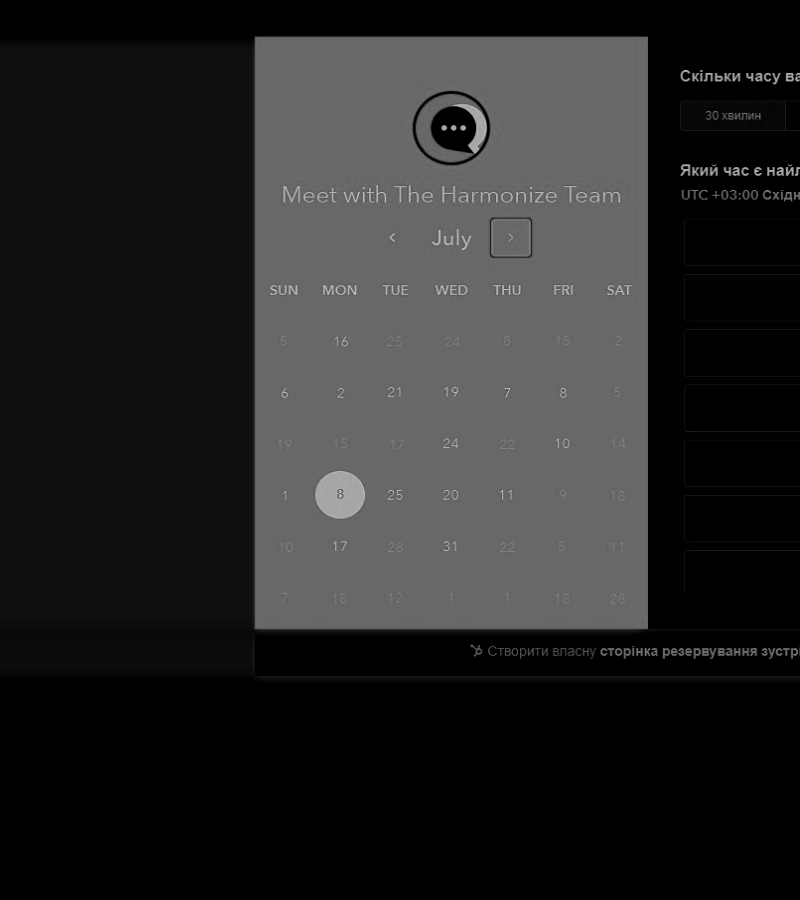 Meet with The Harmonize Team
July
SUN MON TUE WED THU FRI SAT
5 16 25 24 8 15 2
6 2 21 19 7 8 5
19 15 17 24 22 10 14
1 8 25 20 11 9 18
10 17 28 31 22 5 11
7 18 12 1 1 18 28
Скільки часу ва
30 хвилин
Який час є найл
UTC +03:00 Східн
Створити власну сторінка резервування зустрі